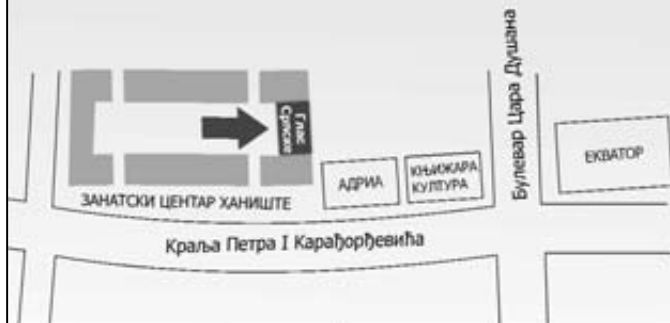 Глас
Српске
ЗАНАТСКИ ЦЕНТАР ХАНИШТЕ
АДРИА
КЊИЖАРА
КУЛТУРА
Булевар Цара Душана
ЕКВАТОР
Краља Петра I Карађорђевића